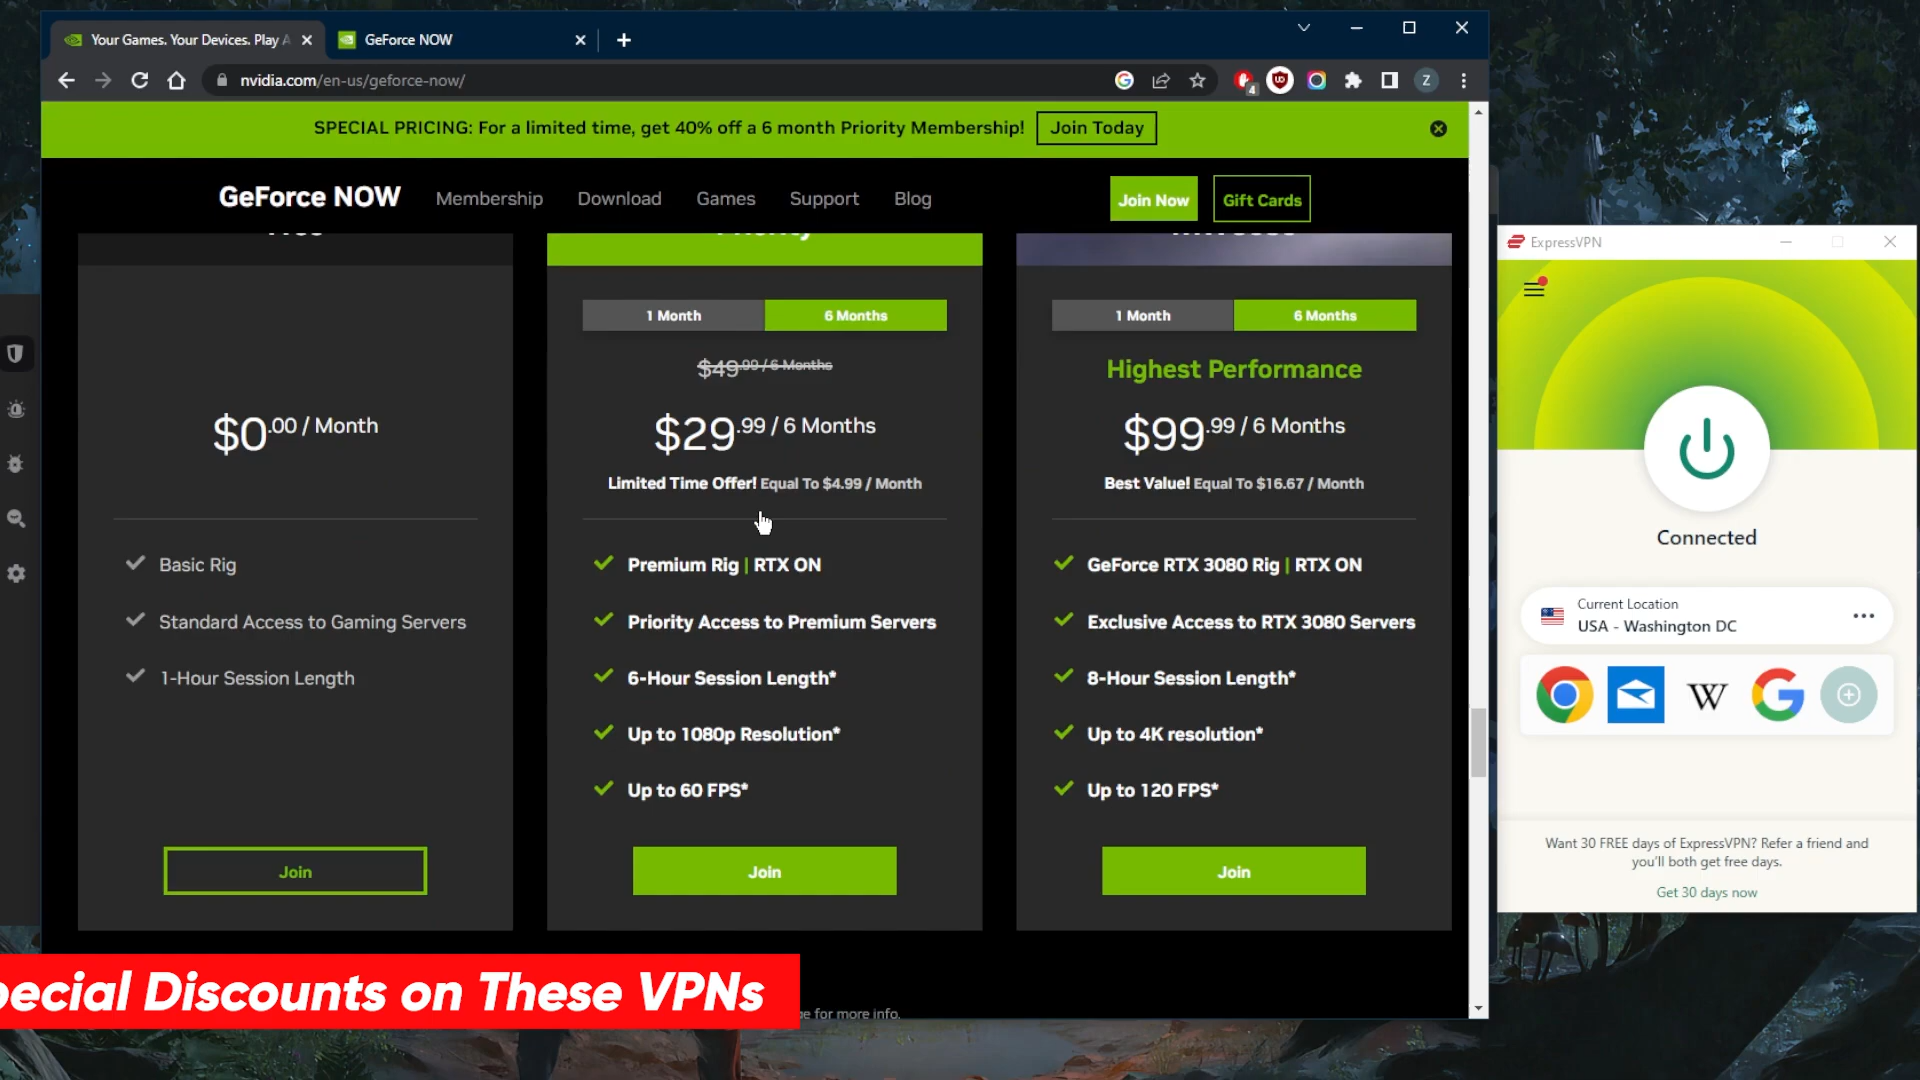 Your Games. Your Devices. Play A
GeForce NOW
nvidia.com/en-us/geforce-now/
4
Z
SPECIAL PRICING: For a limited time, get 40% off a 6 month Priority Membership!
Join Today
GeForce NOW
Membership
Download
Games
Support
Blog
Join Now
Gift Cards
Priority
1 Month
6 Months
1 Month
6 Months
$49.99 / 6 Months
Highest Performance
$0.00 / Month
$29.99 / 6 Months
$99.99 / 6 Months
Limited Time Offer! Equal To $4.99 / Month
Best Value! Equal To $16.67 / Month
Basic Rig
Standard Access to Gaming Servers
1-Hour Session Length
Premium Rig | RTX ON
Priority Access to Premium Servers
6-Hour Session Length*
Up to 1080p Resolution*
Up to 60 FPS*
GeForce RTX 3080 Rig | RTX ON
Exclusive Access to RTX 3080 Servers
8-Hour Session Length*
Up to 4K resolution*
Up to 120 FPS*
Join
Join
Join
for more info.
pecial Discounts on These VPNs
ExpressVPN
Connected
Current Location
USA - Washington DC
W
Want 30 FREE days of ExpressVPN? Refer a friend and
you'll both get free days.
Get 30 days now